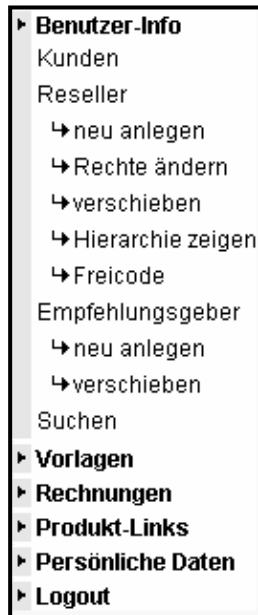 Benutzer-Info
Kunden
Reseller
↳neu anlegen
↳Rechte ändern
↳verschieben
↳Hierarchie zeigen
↳Freicode
Empfehlungsgeber
↳neu anlegen
↳verschieben
Suchen
Vorlagen
Rechnungen
Produkt-Links
Persönliche Daten
Logout